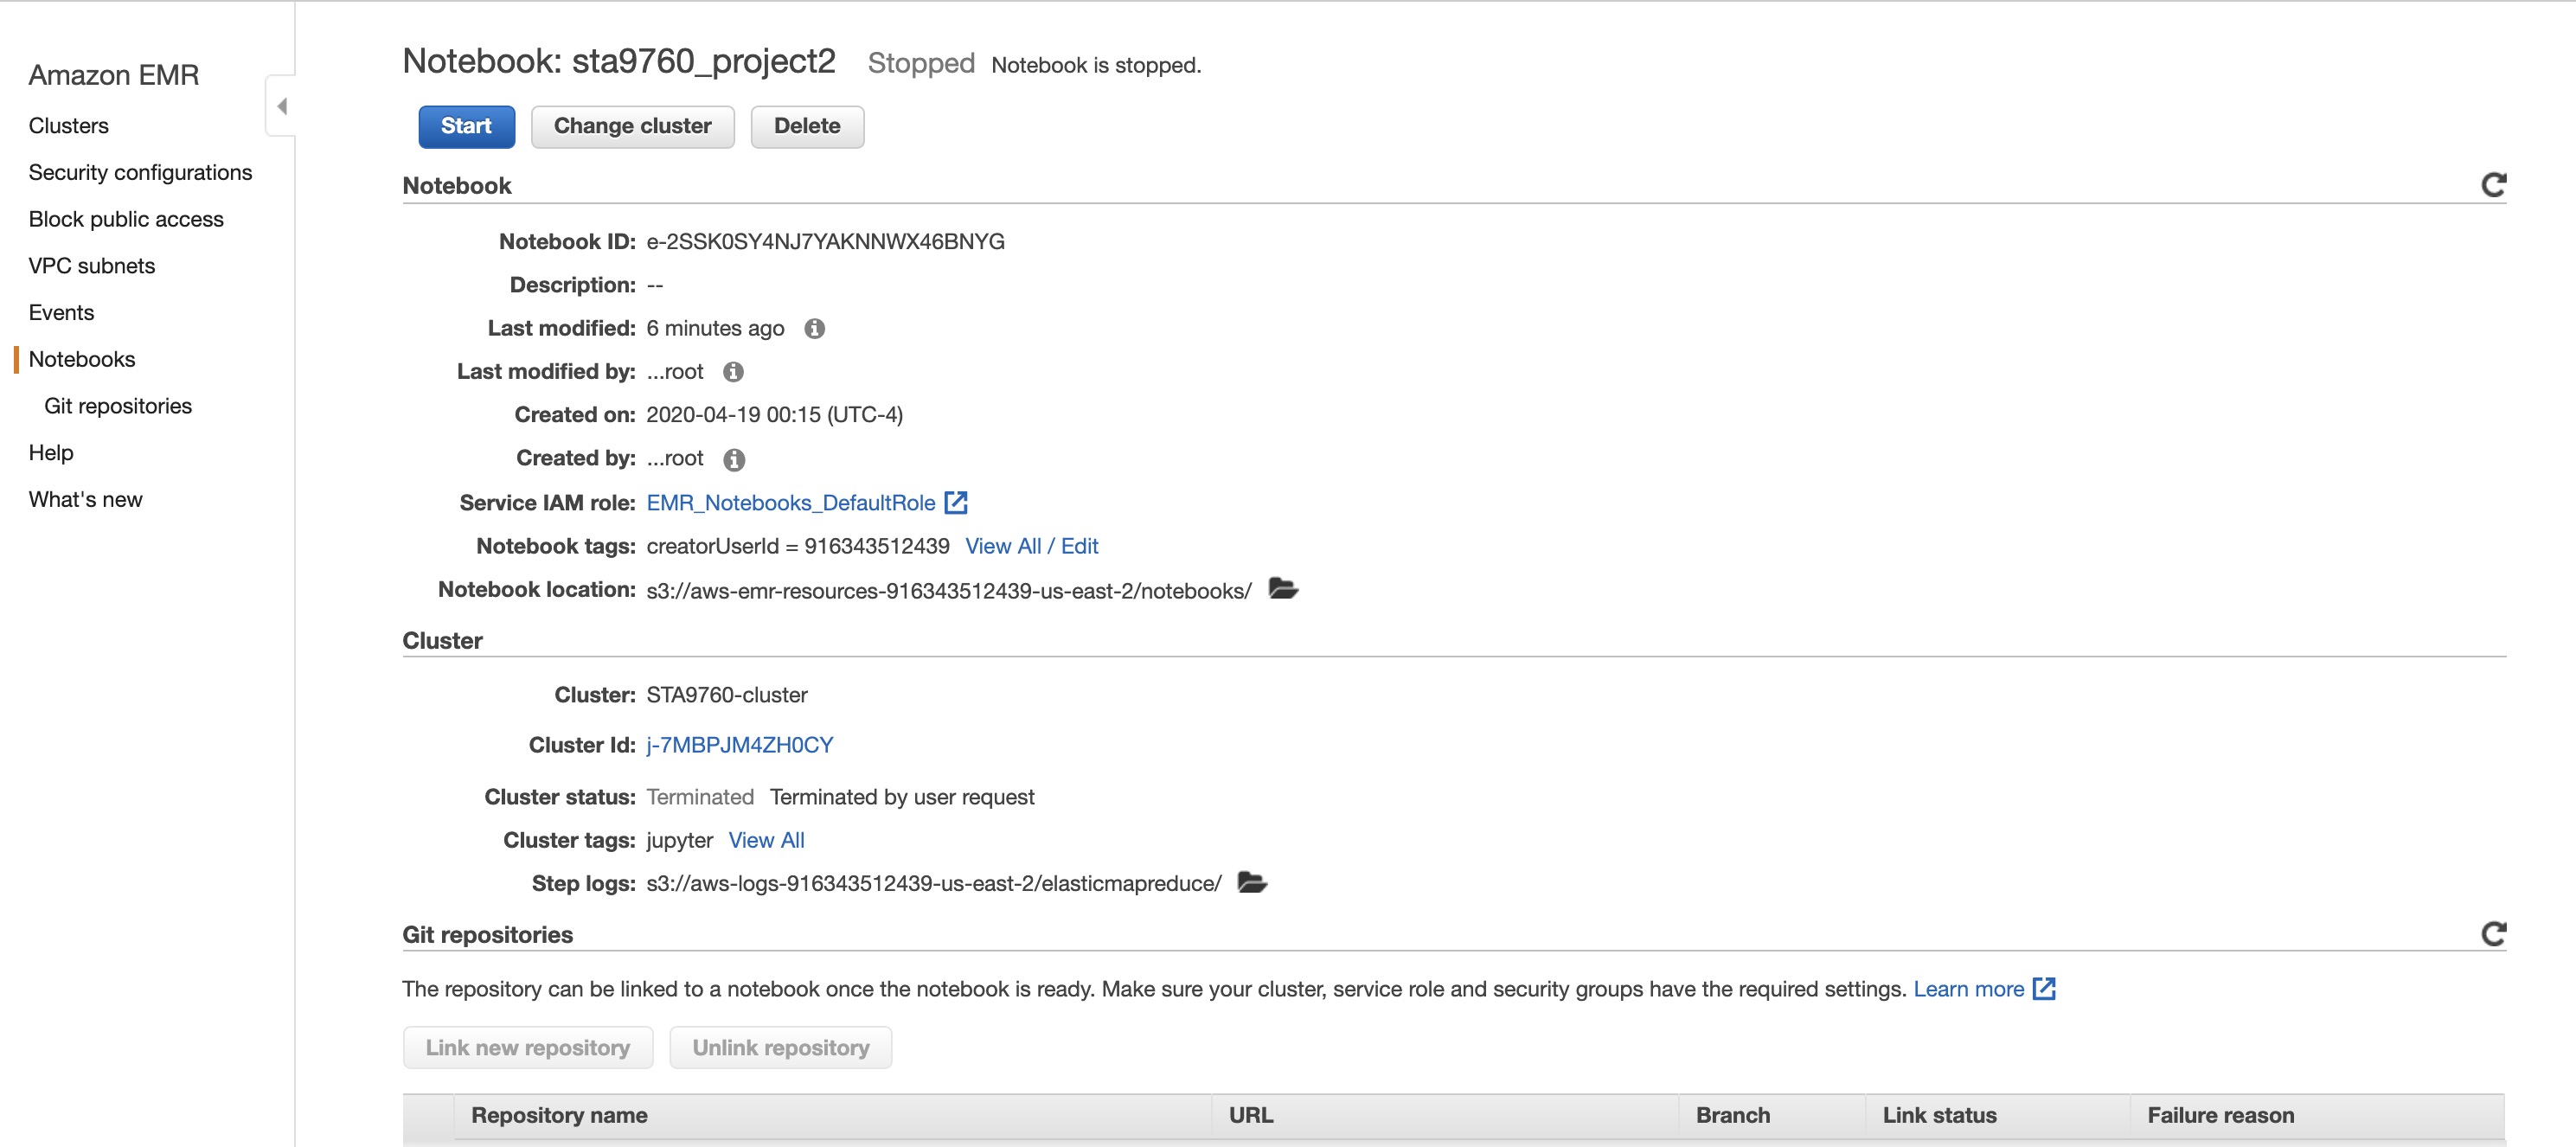 Amazon EMR
Clusters
Security configurations
Block public access
VPC subnets
Events
Notebooks
Git repositories
Help
What's new
Notebook: sta9760_project2 Stopped Notebook is stopped.
Start Change cluster Delete
Notebook
Notebook ID: e-2SSK0SY4NJ7YAKNNWX46BNYG
Description: --
Last modified: 6 minutes ago
Last modified by: ...root
Created on: 2020-04-19 00:15 (UTC-4)
Created by: ...root
Service IAM role: EMR_Notebooks_DefaultRole
Notebook tags: creatorUserId = 916343512439 View All / Edit
Notebook location: s3://aws-emr-resources-916343512439-us-east-2/notebooks/
Cluster
Cluster: STA9760-cluster
Cluster Id: j-7MBPJM4ZH0CY
Cluster status: Terminated Terminated by user request
Cluster tags: jupyter View All
Step logs: s3://aws-logs-916343512439-us-east-2/elasticmapreduce/
Git repositories
The repository can be linked to a notebook once the notebook is ready. Make sure your cluster, service role and security groups have the required settings. Learn more
Link new repository Unlink repository
Repository name URL Branch Link status Failure reason